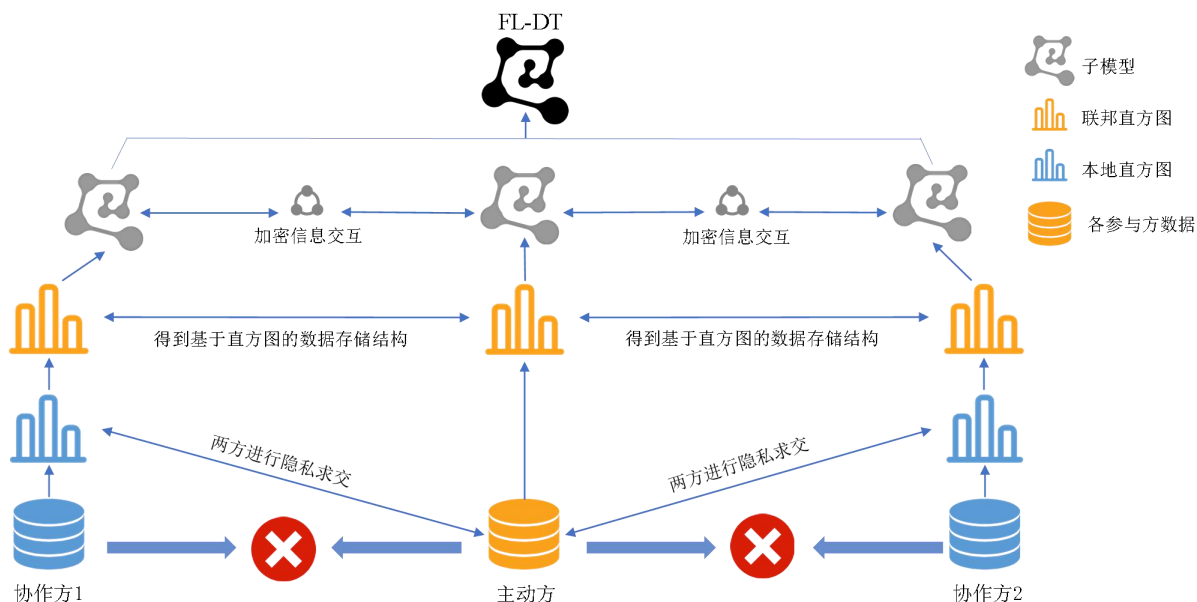 FL-DT
子模型
联邦直方图
本地直方图
各参与方数据
加密信息交互
加密信息交互
得到基于直方图的数据存储结构
得到基于直方图的数据存储结构
两方进行隐私求交
两方进行隐私求交
协作方1
主动方
协作方2